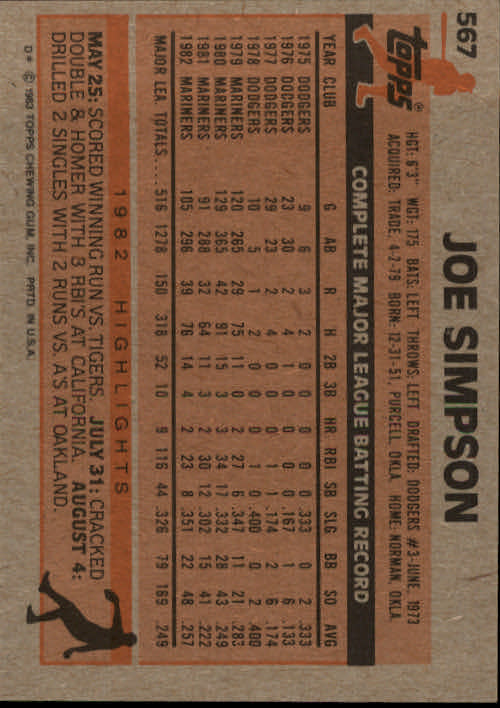 567
topps®
JOE SIMPSON
HGT: 6'3" WGT: 175 BATS: LEFT THROWS: LEFT DRAFTED: DODGERS #3-JUNE, 1973
ACQUIRED: TRADE, 4-2-79 BORN: 12-31-51, PURCELL, OKLA. HOME: NORMAN, OKLA.
COMPLETE MAJOR LEAGUE BATTING RECORD
YEAR CLUB G AB R H 2B 3B HR RBI SB SLG BB SO AVG
1975 DODGERS 9 6 3 2 0 0 0 0 0 .333 0 2 .333
1976 DODGERS 23 30 2 4 1 0 0 0 0 .167 1 6 .133
1977 DODGERS 29 23 2 4 0 0 0 1 1 .174 2 6 .174
1978 DODGERS 10 5 1 2 0 0 0 1 0 .400 0 2 .400
1979 MARINERS 120 265 29 75 11 0 2 27 6 .347 11 21 .283
1980 MARINERS 129 365 42 91 15 3 3 34 17 .332 28 43 .249
1981 MARINERS 91 288 32 64 11 3 2 30 12 .302 15 41 .222
1982 MARINERS 105 296 39 76 14 4 2 23 8 .351 22 48 .257
MAJOR LEA. TOTALS.... 516 1278 150 318 52 10 9 116 44 .326 79 169 .249
1982 HIGHLIGHTS
MAY 25: SCORED WINNING RUN VS. TIGERS. JULY 31: CRACKED
DOUBLE & HOMER WITH 3 RBI'S AT CALIFORNIA. AUGUST 4:
DRILLED 2 SINGLES WITH 2 RUNS VS. A'S AT OAKLAND.
D* © 1983 TOPPS CHEWING GUM, INC. PRTD. IN U.S.A.